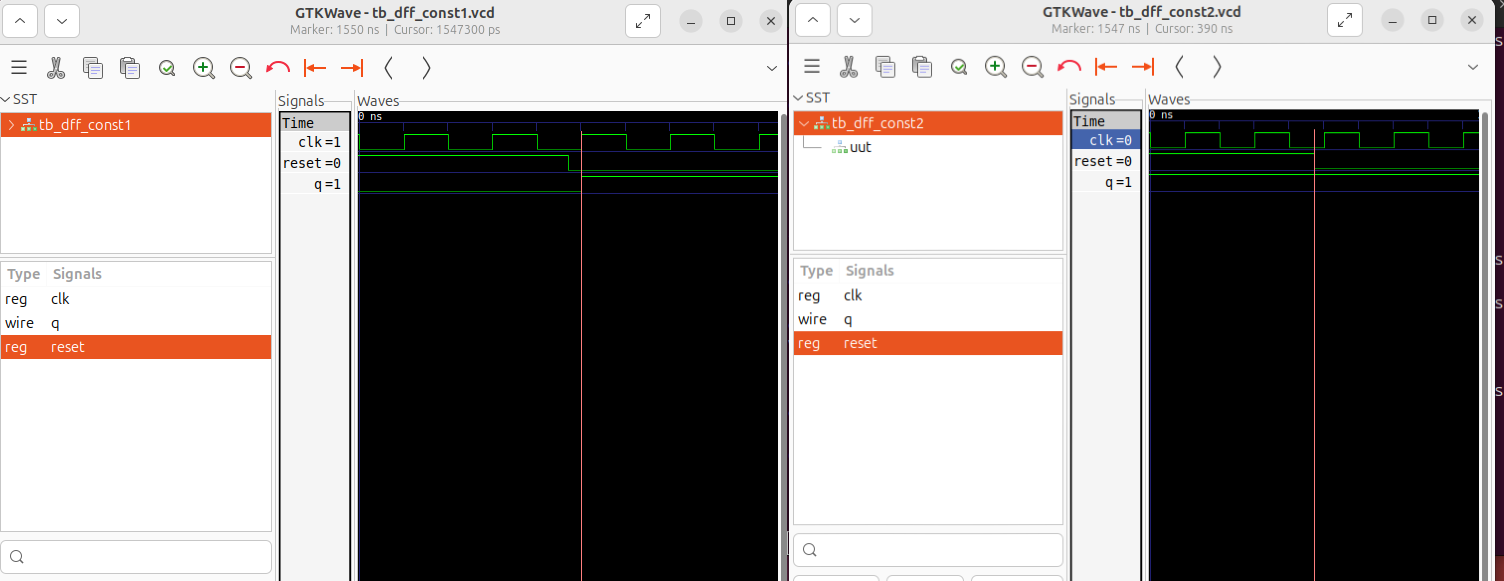 GTKWave - tb_dff_const1.vcd
Marker: 1550 ns | Cursor: 1547300 ps
SST
tb_dff_const1
Type Signals
reg clk
wire q
reg reset
Signals
Time
clk=1
reset=0
q=1
Waves
0 ns
GTKWave - tb_dff_const2.vcd
Marker: 1547 ns | Cursor: 390 ns
SST
tb_dff_const2
uut
Type Signals
reg clk
wire q
reg reset
Signals
Time
clk=0
reset=0
q=1
Waves
0 ns
s
s
s
s